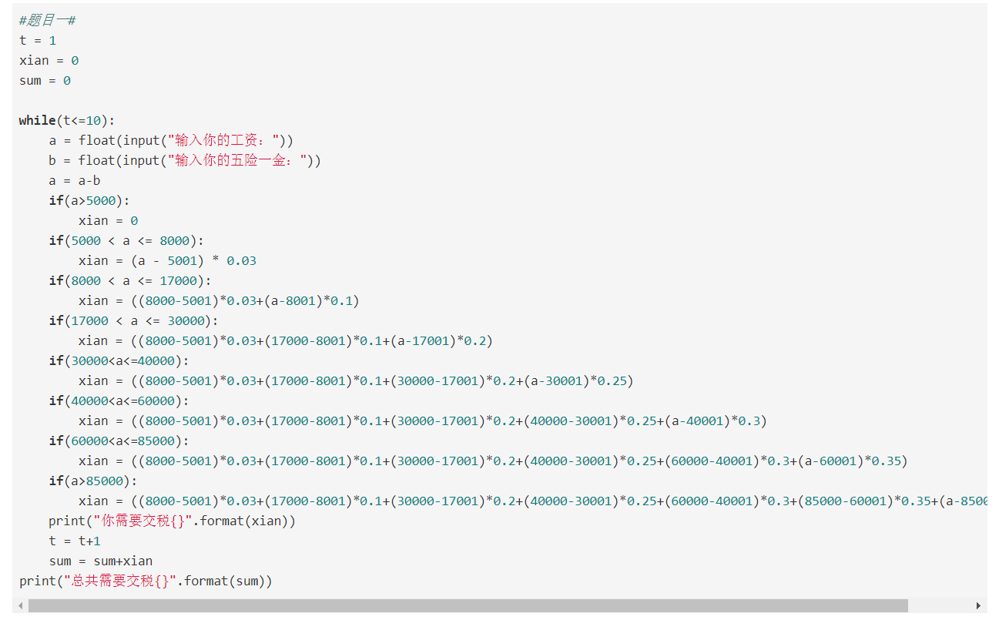 #题目一#
t = 1
xian = 0
sum = 0
while(t<=10):
    a = float(input("输入你的工资："))
    b = float(input("输入你的五险一金："))
    a = a-b
    if(a>5000):
        xian = 0
    if(5000 < a <= 8000):
        xian = (a - 5001) * 0.03
    if(8000 < a <= 17000):
        xian = ((8000-5001)*0.03+(a-8001)*0.1)
    if(17000 < a <= 30000):
        xian = ((8000-5001)*0.03+(17000-8001)*0.1+(a-17001)*0.2)
    if(30000<a<=40000):
        xian = ((8000-5001)*0.03+(17000-8001)*0.1+(30000-17001)*0.2+(a-30001)*0.25)
    if(40000<a<=60000):
        xian = ((8000-5001)*0.03+(17000-8001)*0.1+(30000-17001)*0.2+(40000-30001)*0.25+(a-40001)*0.3)
    if(60000<a<=85000):
        xian = ((8000-5001)*0.03+(17000-8001)*0.1+(30000-17001)*0.2+(40000-30001)*0.25+(60000-40001)*0.3+(a-60001)*0.35)
    if(a>85000):
        xian = ((8000-5001)*0.03+(17000-8001)*0.1+(30000-17001)*0.2+(40000-30001)*0.25+(60000-40001)*0.3+(85000-60001)*0.35+(a-8500
    print("你需要交税{}".format(xian))
    t = t+1
    sum = sum+xian
print("总共需要交税{}".format(sum))